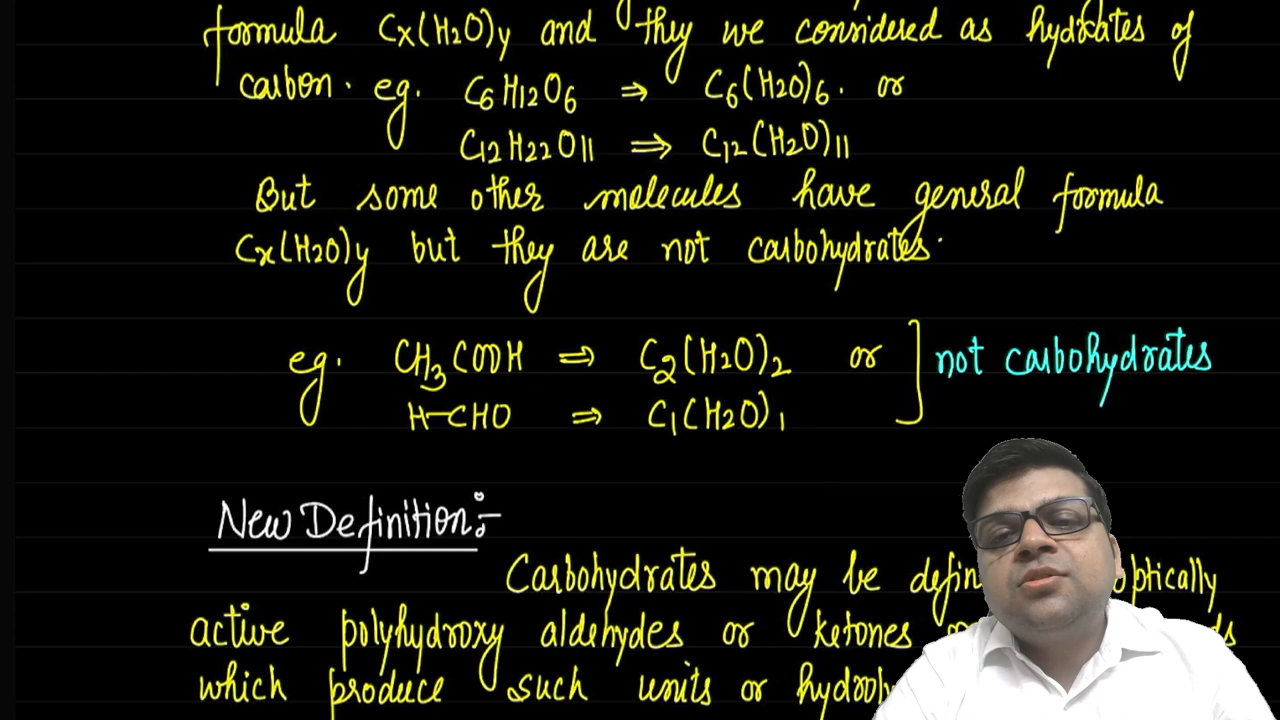 formula Cx(H2O)y and they we considered as hydrates of
carbon. eg. C6H12O6 ⇒ C6(H2O)6. or
C12H22O11 ⇒ C12(H2O)11
But some other molecules have general formula
Cx(H2O)y but they are not carbohydrates.
eg. CH3COOH ⇒ C2(H2O)2 or
not carbohydrates
H-CHO ⇒ C1(H2O)1
New Definition:-
Carbohydrates may be optically
active polyhydroxy aldehydes or ketones
which produce such units or